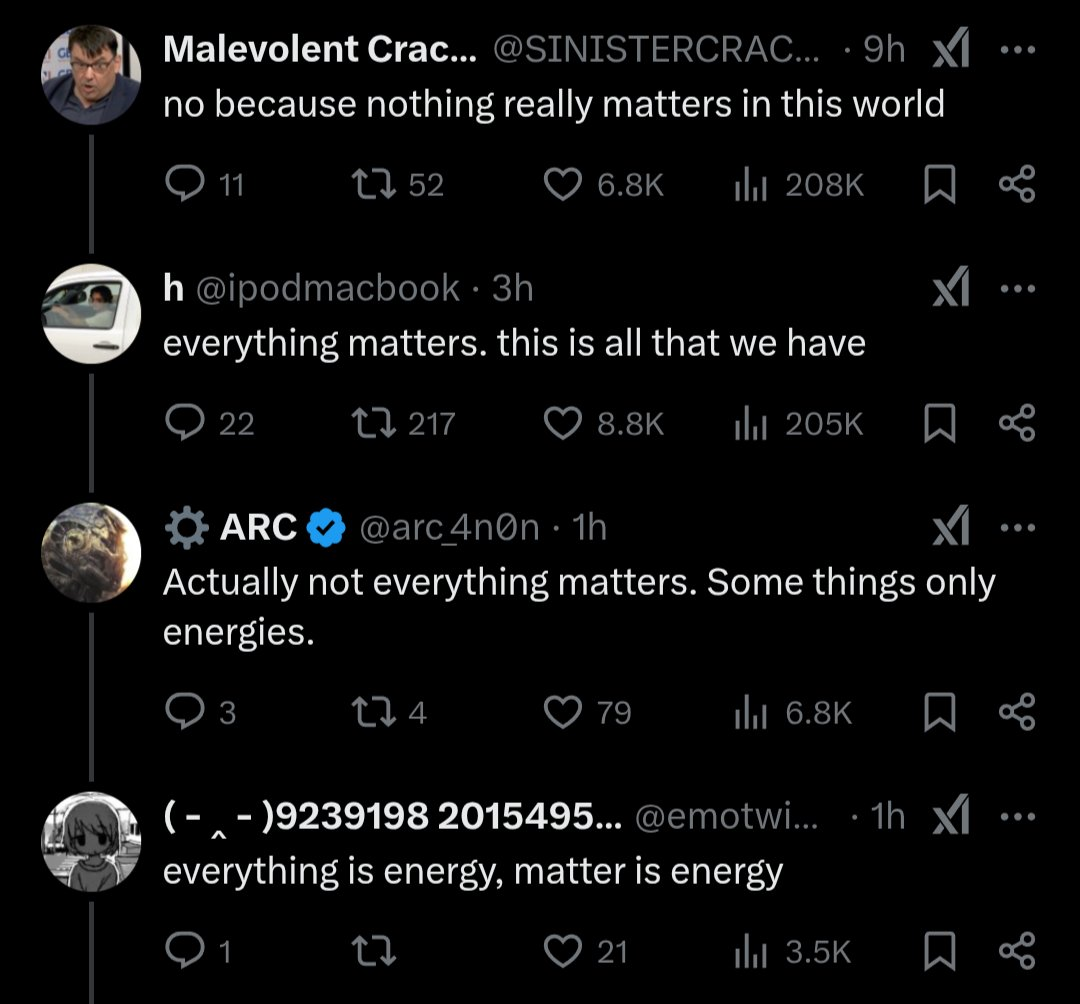 Malevolent Crac... @SINISTERCRAC... · 9h
no because nothing really matters in this world
11 52 6.8K 208K
h @ipodmacbook · 3h
everything matters. this is all that we have
22 217 8.8K 205K
ARC @arc_4n0n · 1h
Actually not everything matters. Some things only
energies.
3 4 79 6.8K
( - ‸ - )9239198 2015495... @emotwi... · 1h
everything is energy, matter is energy
1 21 3.5K